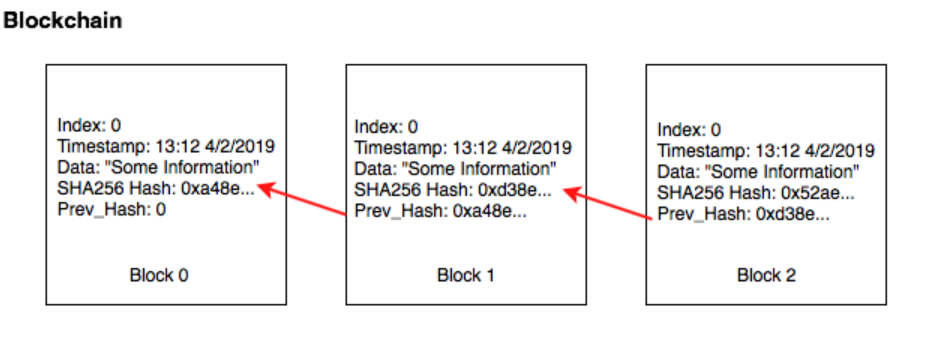 Blockchain
Index: 0
Timestamp: 13:12 4/2/2019
Data: "Some Information"
SHA256 Hash: 0xa48e...
Prev_Hash: 0
Block 0
Index: 0
Timestamp: 13:12 4/2/2019
Data: "Some Information"
SHA256 Hash: 0xd38e...
Prev_Hash: 0xa48e...
Block 1
Index: 0
Timestamp: 13:12 4/2/2019
Data: "Some Information"
SHA256 Hash: 0x52ae...
Prev_Hash: 0xd38e...
Block 2